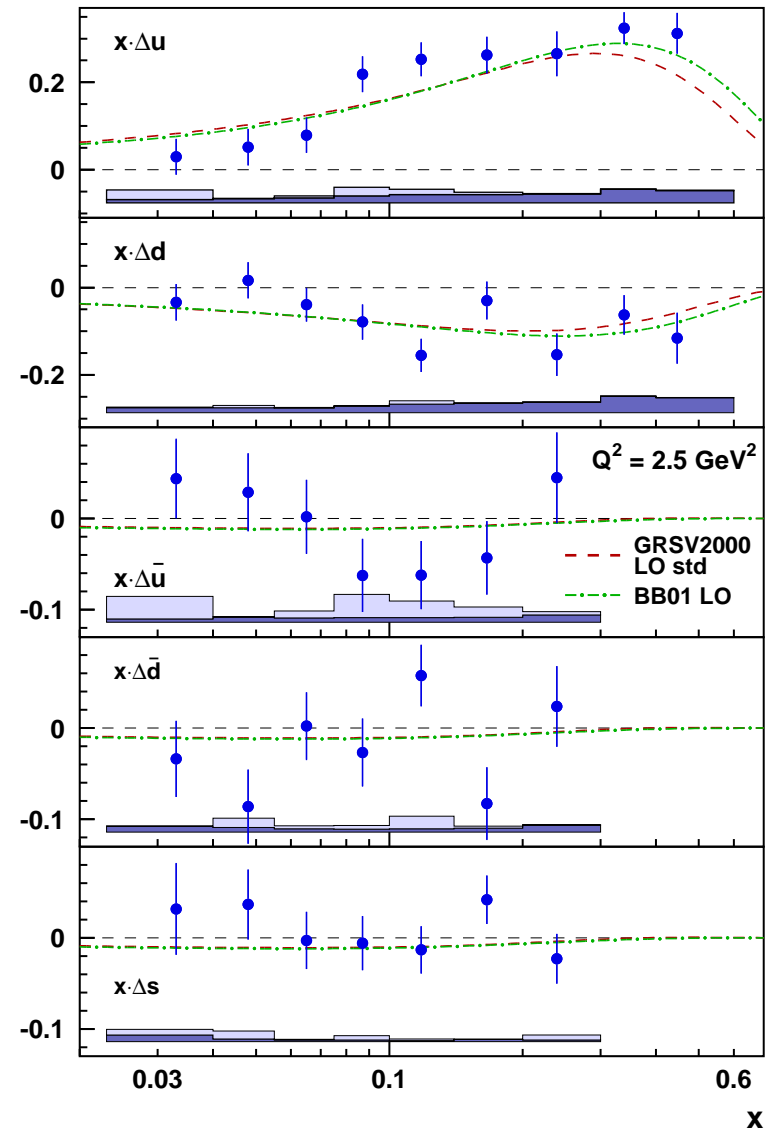 x·Δu
0.2
0
x·Δd
0
-0.2
Q² = 2.5 GeV²
0
GRSV2000
LO std
x·Δū
BB01 LO
-0.1
x·Δd̄
0
-0.1
0
x·Δs
-0.1
0.03
0.1
0.6
x